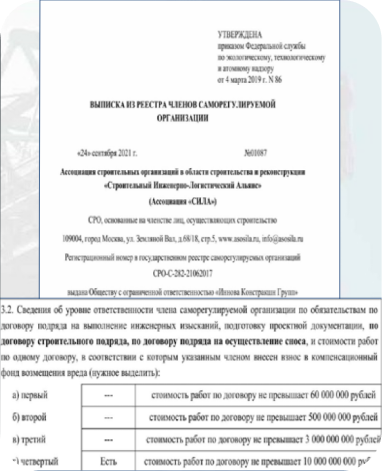 УТВЕРЖДЕНА
приказом Федеральной службы
по экологическому, технологическому
и атомному надзору
от 4 марта 2019 г. N 86
ВЫПИСКА ИЗ РЕЕСТРА ЧЛЕНОВ САМОРЕГУЛИРУЕМОЙ
ОРГАНИЗАЦИИ
«24» сентября 2021 г. №01087
Ассоциация строительных организаций в области строительства и реконструкции
«Строительный Инженерно-Логистический Альянс»
(Ассоциация «СИЛА»)
СРО, основанные на членстве лиц, осуществляющих строительство
109004, город Москва, ул. Земляной Вал, д.68/18, стр.5, www.asosila.ru, info@asosila.ru
Регистрационный номер в государственном реестре саморегулируемых организаций
СРО-С-282-21062017
выдана Обществу с ограниченной ответственностью «Иннова Констракшн Груп»
3.2. Сведения об уровне ответственности члена саморегулируемой организации по обязательствам по
договору подряда на выполнение инженерных изысканий, подготовку проектной документации, по
договору строительного подряда, по договору подряда на осуществление сноса, и стоимости работ
по одному договору, в соответствии с которым указанным членом внесен взнос в компенсационный
фонд возмещения вреда (нужное выделить):
а) первый --- стоимость работ по договору не превышает 60 000 000 рублей
б) второй --- стоимость работ по договору не превышает 500 000 000 рублей
в) третий --- стоимость работ по договору не превышает 3 000 000 000 рублей
г) четвертый Есть стоимость работ по договору не превышает 10 000 000 000